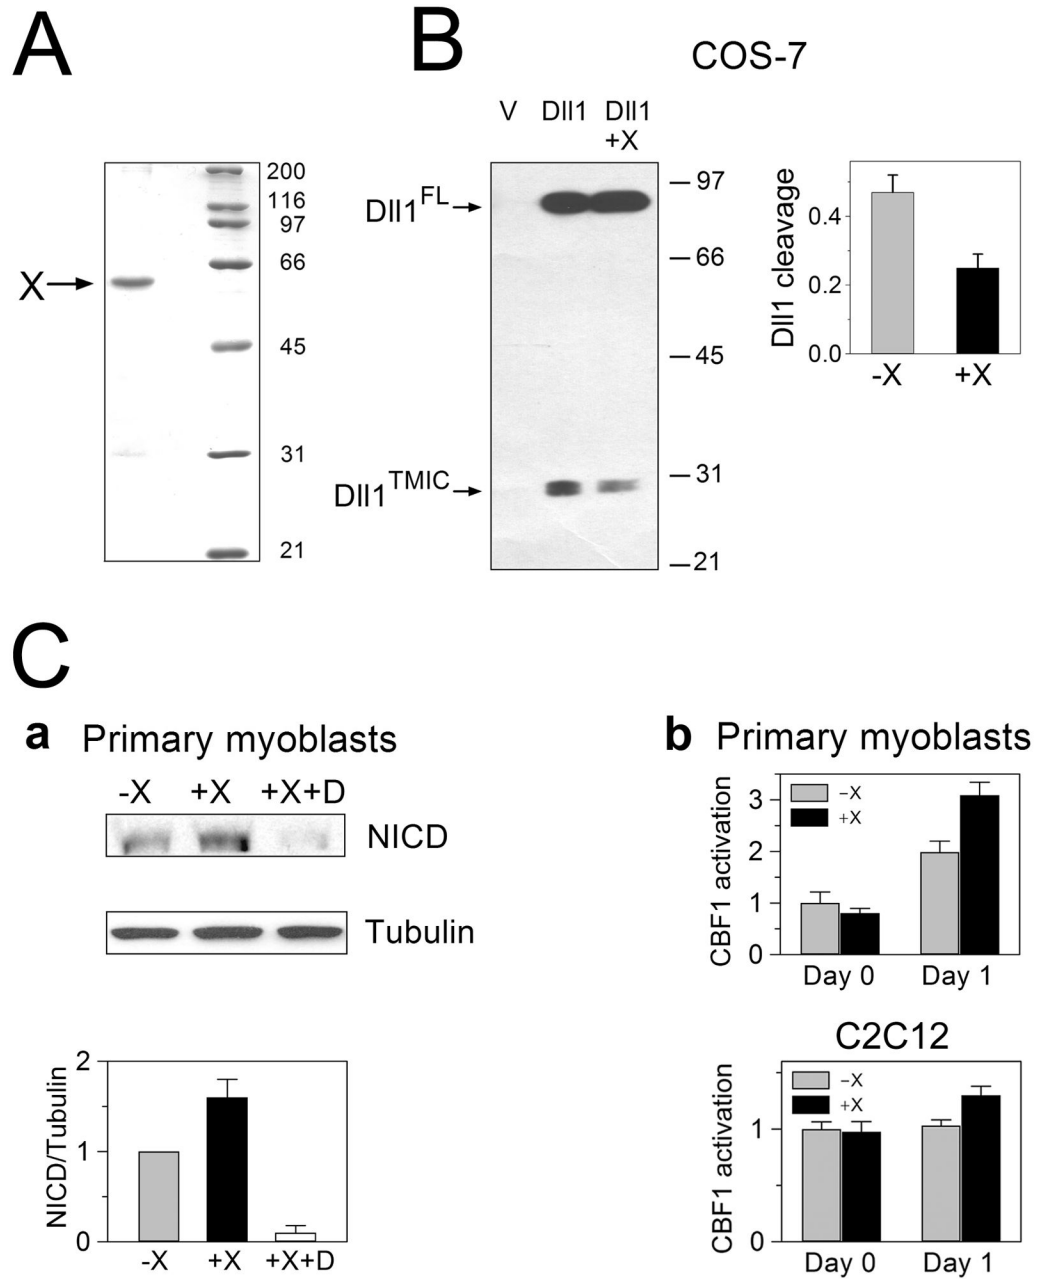 A
X
200
116
97
66
45
31
21
B
COS-7
V Dll1 Dll1
+X
Dll1FL
Dll1TMIC
97
66
45
31
21
Dll1 cleavage
0.4
0.2
0.0
-X +X
C
a Primary myoblasts
-X +X +X+D
NICD
Tubulin
NICD/Tubulin
2
1
0
-X +X +X+D
b Primary myoblasts
CBF1 activation
3
2
1
0
–X
+X
Day 0 Day 1
C2C12
CBF1 activation
1
0
–X
+X
Day 0 Day 1